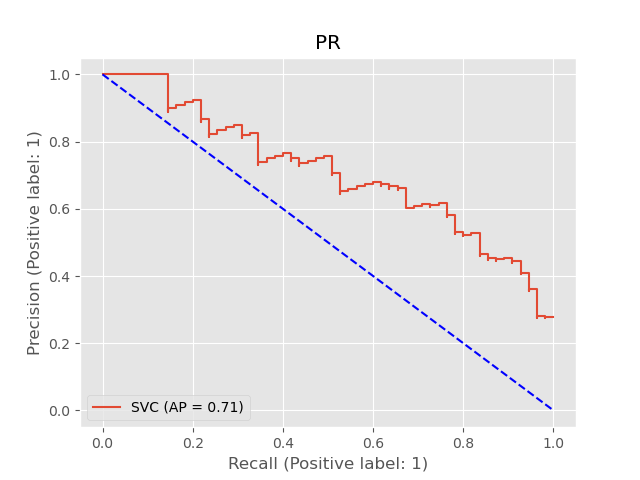 PR
1.0
0.8
0.6
0.4
0.2
0.0
Precision (Positive label: 1)
SVC (AP = 0.71)
0.0 0.2 0.4 0.6 0.8 1.0
Recall (Positive label: 1)